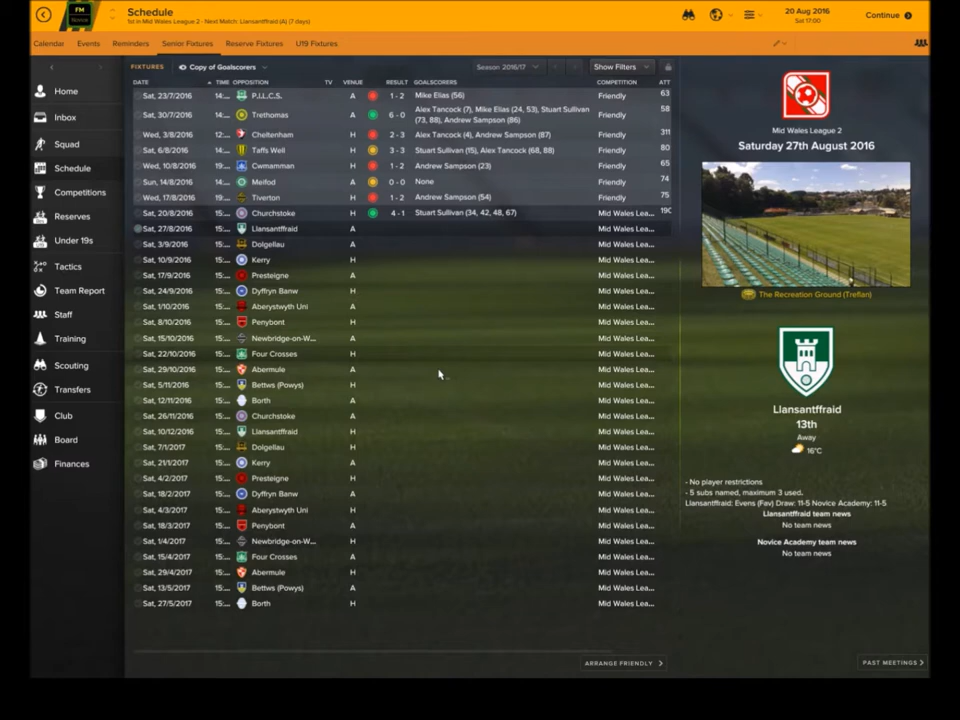 FM
Novice
Schedule
1st in Mid Wales League 2 - Next Match: Llansantffraid (A) (7 days)
20 Aug 2016
Sat 17:00
Continue
Calendar Events Reminders Senior Fixtures Reserve Fixtures U19 Fixtures
FIXTURES Copy of Goalscorers Season 2016/17 Show Filters
DATE TIME OPPOSITION TV VENUE RESULT GOALSCORERS COMPETITION ATT
Sat, 23/7/2016 14:... P.I.L.C.S. A 1 - 2 Mike Elias (56) Friendly 63
Sat, 30/7/2016 14:... Trethomas A 6 - 0 Alex Tancock (7), Mike Elias (24, 53), Stuart Sullivan
(73, 88), Andrew Sampson (86) Friendly 58
Wed, 3/8/2016 12:... Cheltenham H 2 - 3 Alex Tancock (4), Andrew Sampson (87) Friendly 311
Sat, 6/8/2016 14:... Taffs Well H 3 - 3 Stuart Sullivan (15), Alex Tancock (68, 88) Friendly 80
Wed, 10/8/2016 19:... Cwmamman H 1 - 2 Andrew Sampson (23) Friendly 65
Sun, 14/8/2016 14:... Meifod A 0 - 0 None Friendly 74
Wed, 17/8/2016 19:... Tiverton H 1 - 2 Andrew Sampson (54) Friendly 75
Sat, 20/8/2016 15:... Churchstoke H 4 - 1 Stuart Sullivan (34, 42, 48, 67) Mid Wales Lea... 190
Sat, 27/8/2016 15:... Llansantffraid A Mid Wales Lea...
Sat, 3/9/2016 15:... Dolgellau A Mid Wales Lea...
Sat, 10/9/2016 15:... Kerry H Mid Wales Lea...
Sat, 17/9/2016 15:... Presteigne A Mid Wales Lea...
Sat, 24/9/2016 15:... Dyffryn Banw H Mid Wales Lea...
Sat, 1/10/2016 15:... Aberystwyth Uni A Mid Wales Lea...
Sat, 8/10/2016 15:... Penybont H Mid Wales Lea...
Sat, 15/10/2016 15:... Newbridge-on-W... A Mid Wales Lea...
Sat, 22/10/2016 15:... Four Crosses H Mid Wales Lea...
Sat, 29/10/2016 15:... Abermule A Mid Wales Lea...
Sat, 5/11/2016 15:... Bettws (Powys) H Mid Wales Lea...
Sat, 12/11/2016 15:... Borth A Mid Wales Lea...
Sat, 26/11/2016 15:... Churchstoke A Mid Wales Lea...
Sat, 10/12/2016 15:... Llansantffraid H Mid Wales Lea...
Sat, 7/1/2017 15:... Dolgellau H Mid Wales Lea...
Sat, 21/1/2017 15:... Kerry A Mid Wales Lea...
Sat, 4/2/2017 15:... Presteigne H Mid Wales Lea...
Sat, 18/2/2017 15:... Dyffryn Banw A Mid Wales Lea...
Sat, 4/3/2017 15:... Aberystwyth Uni H Mid Wales Lea...
Sat, 18/3/2017 15:... Penybont A Mid Wales Lea...
Sat, 1/4/2017 15:... Newbridge-on-W... H Mid Wales Lea...
Sat, 15/4/2017 15:... Four Crosses A Mid Wales Lea...
Sat, 29/4/2017 15:... Abermule H Mid Wales Lea...
Sat, 13/5/2017 15:... Bettws (Powys) A Mid Wales Lea...
Sat, 27/5/2017 15:... Borth H Mid Wales Lea...
ARRANGE FRIENDLY
Home
Inbox
Squad
Schedule
Competitions
Reserves
Under 19s
Tactics
Team Report
Staff
Training
Scouting
Transfers
Club
Board
Finances
Mid Wales League 2
Saturday 27th August 2016
The Recreation Ground (Treflan)
Llansantffraid
13th
Away
16°C
- No player restrictions
- 5 subs named, maximum 3 used.
Llansantffraid: Evens (Fav) Draw: 11-5 Novice Academy: 11-5
Llansantffraid team news
No team news
Novice Academy team news
No team news
PAST MEETINGS